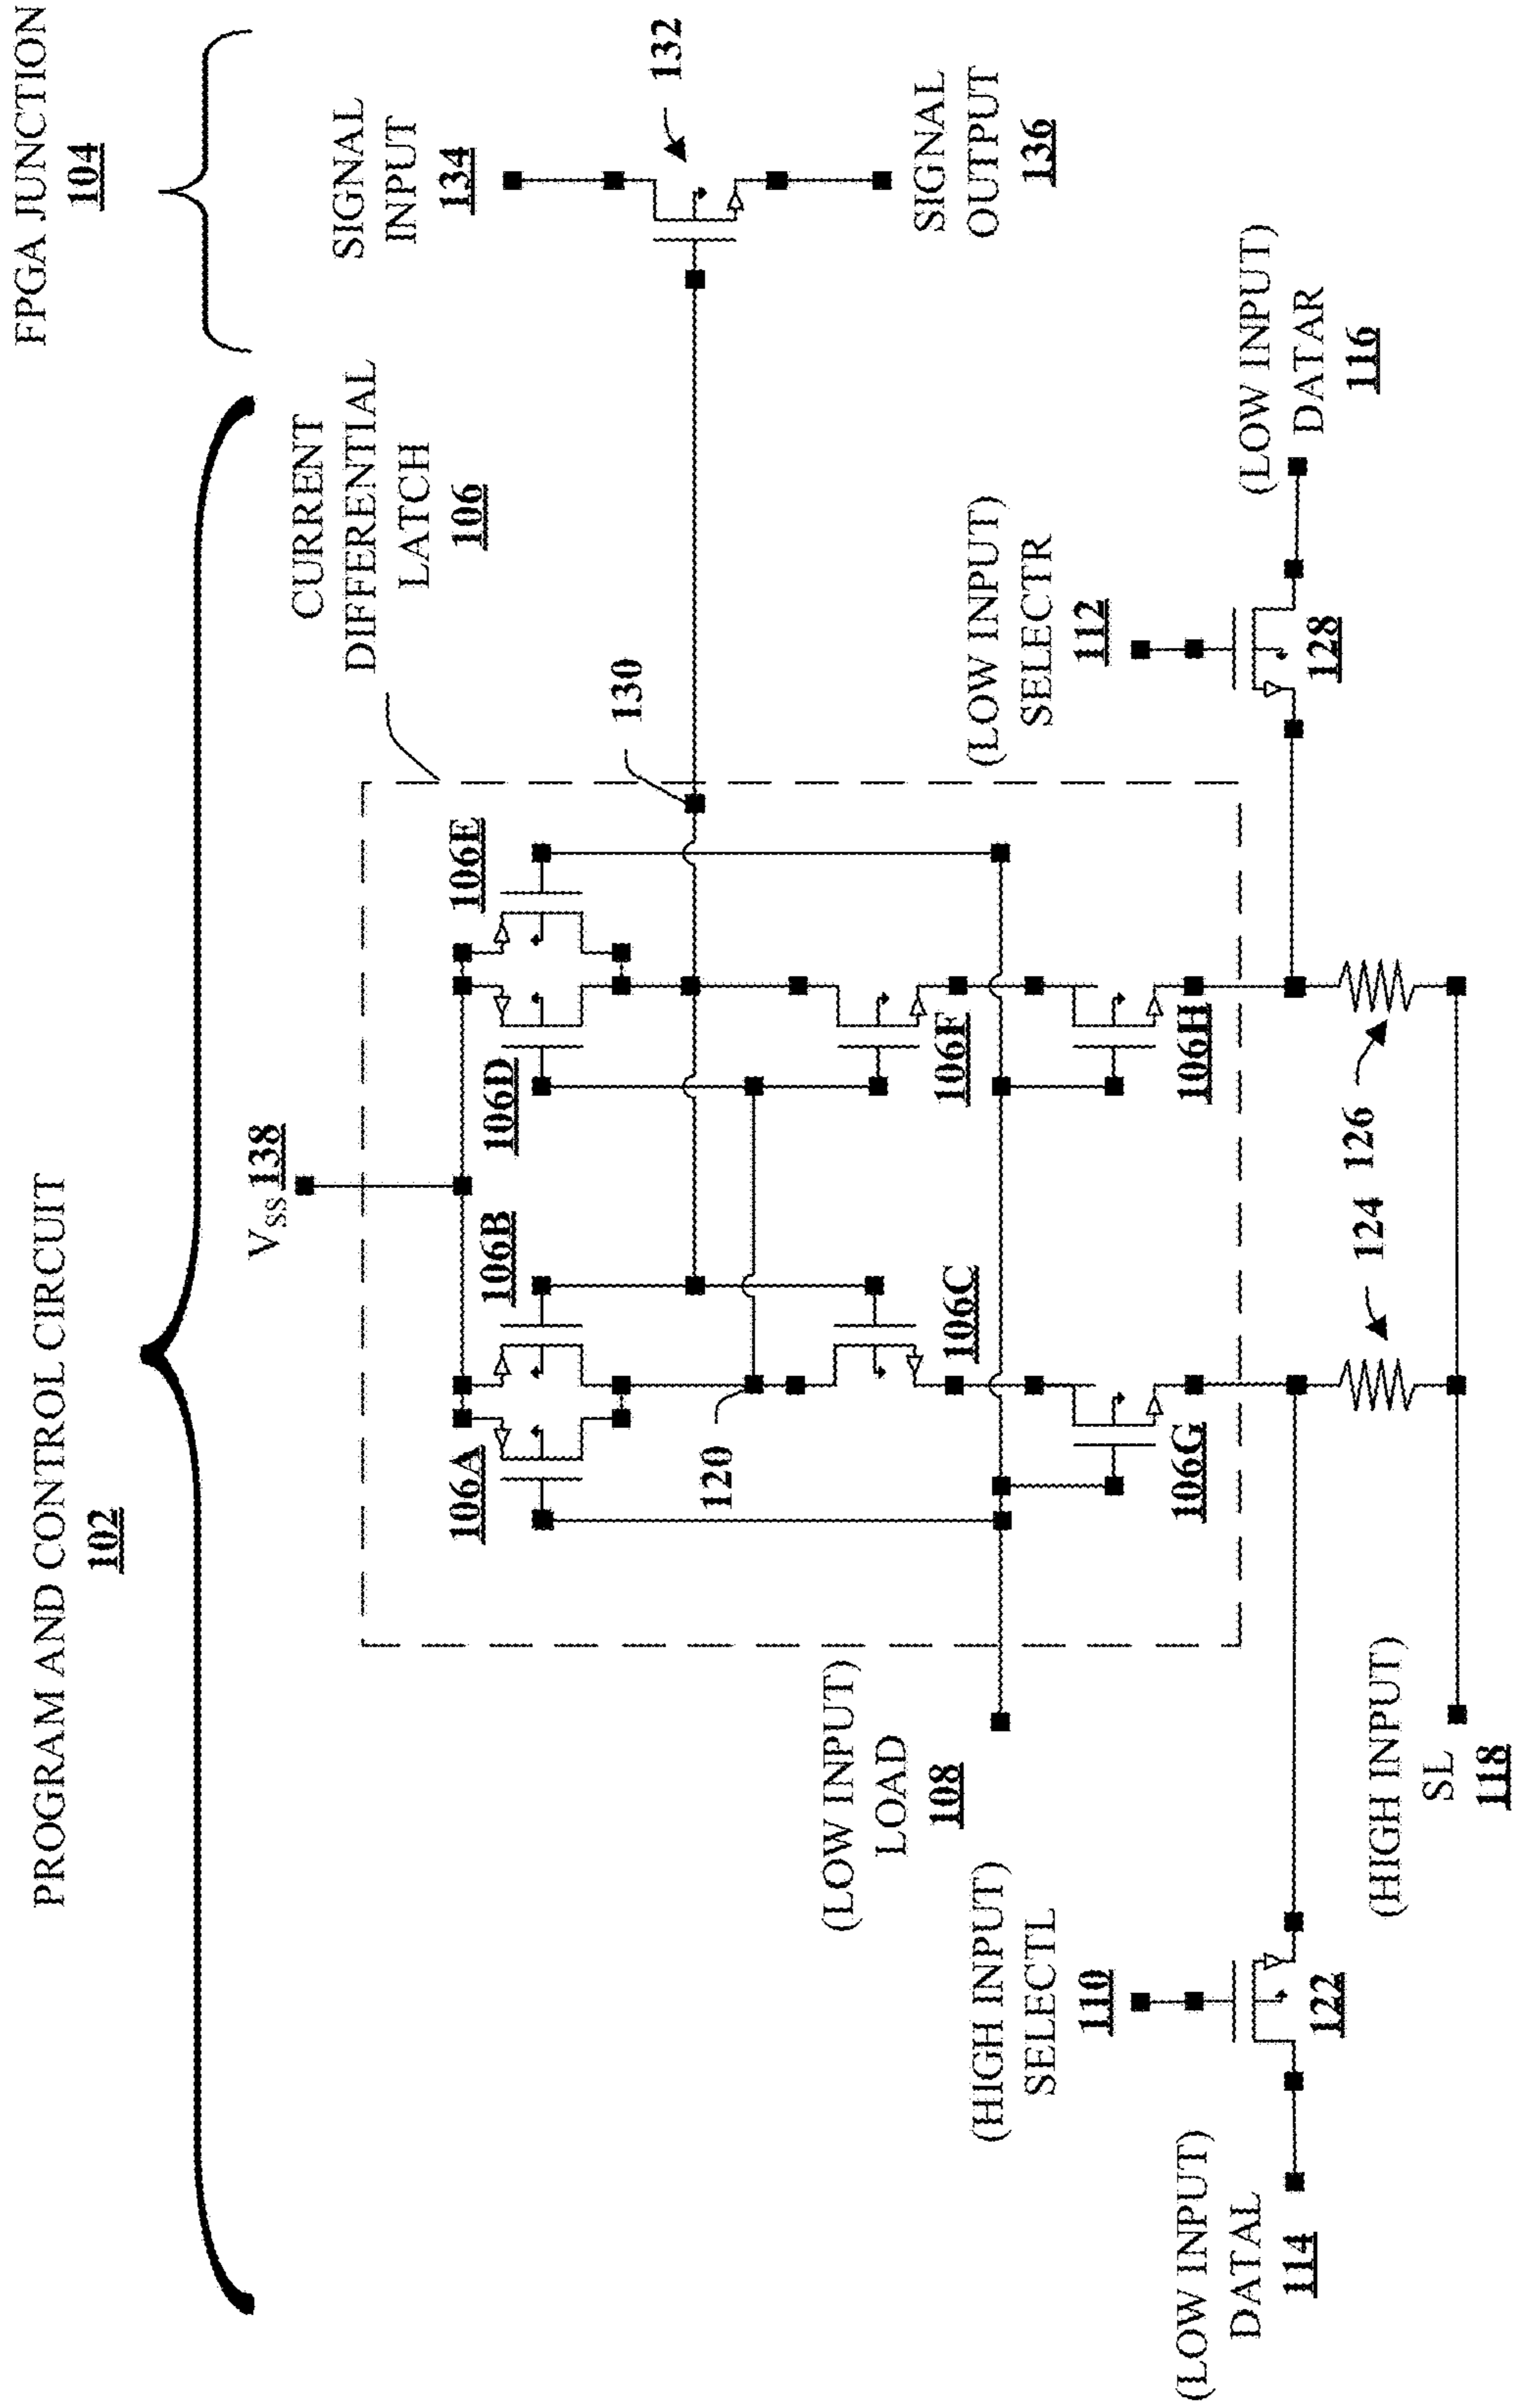 PROGRAM AND CONTROL CIRCUIT
102
FPGA JUNCTION
104
VSS 138
CURRENT
DIFFERENTIAL
LATCH
106
SIGNAL
INPUT
134
106A
106B
106D
106E
130
132
120
106C
106F
SIGNAL
OUTPUT
136
(LOW INPUT)
LOAD
108
(HIGH INPUT)
SELECTL
110
(LOW INPUT)
SELECTR
112
106G
106H
(LOW INPUT)
DATAL
114
122
128
(LOW INPUT)
DATAR
116
124
126
(HIGH INPUT)
SL
118